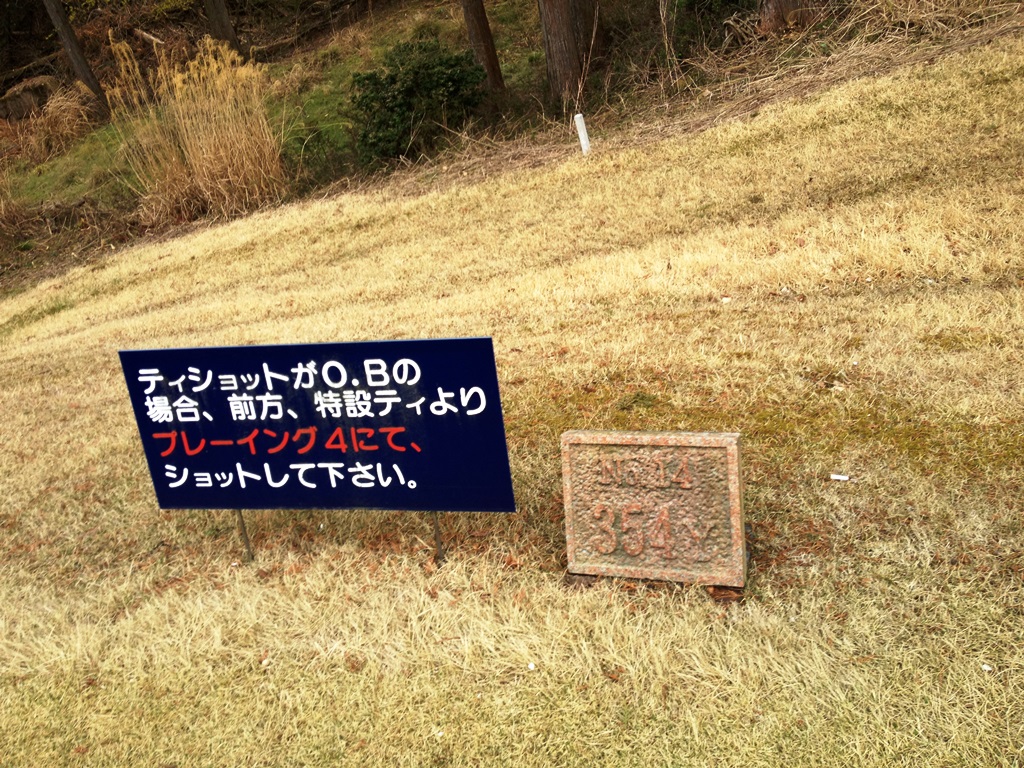 ティショットがO.Bの
場合、前方、特設ティより
プレーイング4にて、
ショットして下さい。
No.14
354Y